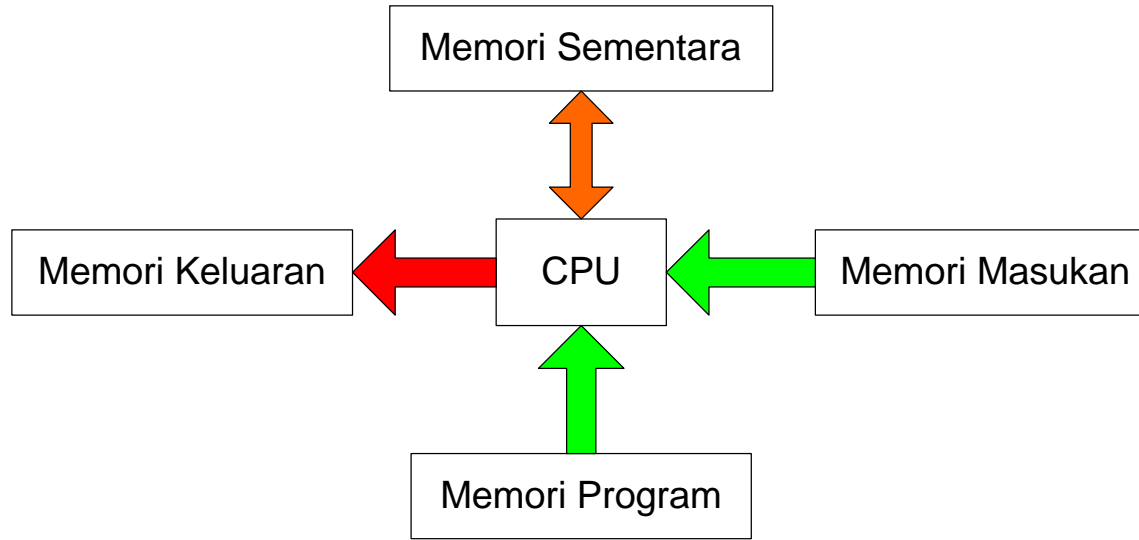 Memori Sementara
Memori Keluaran
CPU
Memori Masukan
Memori Program